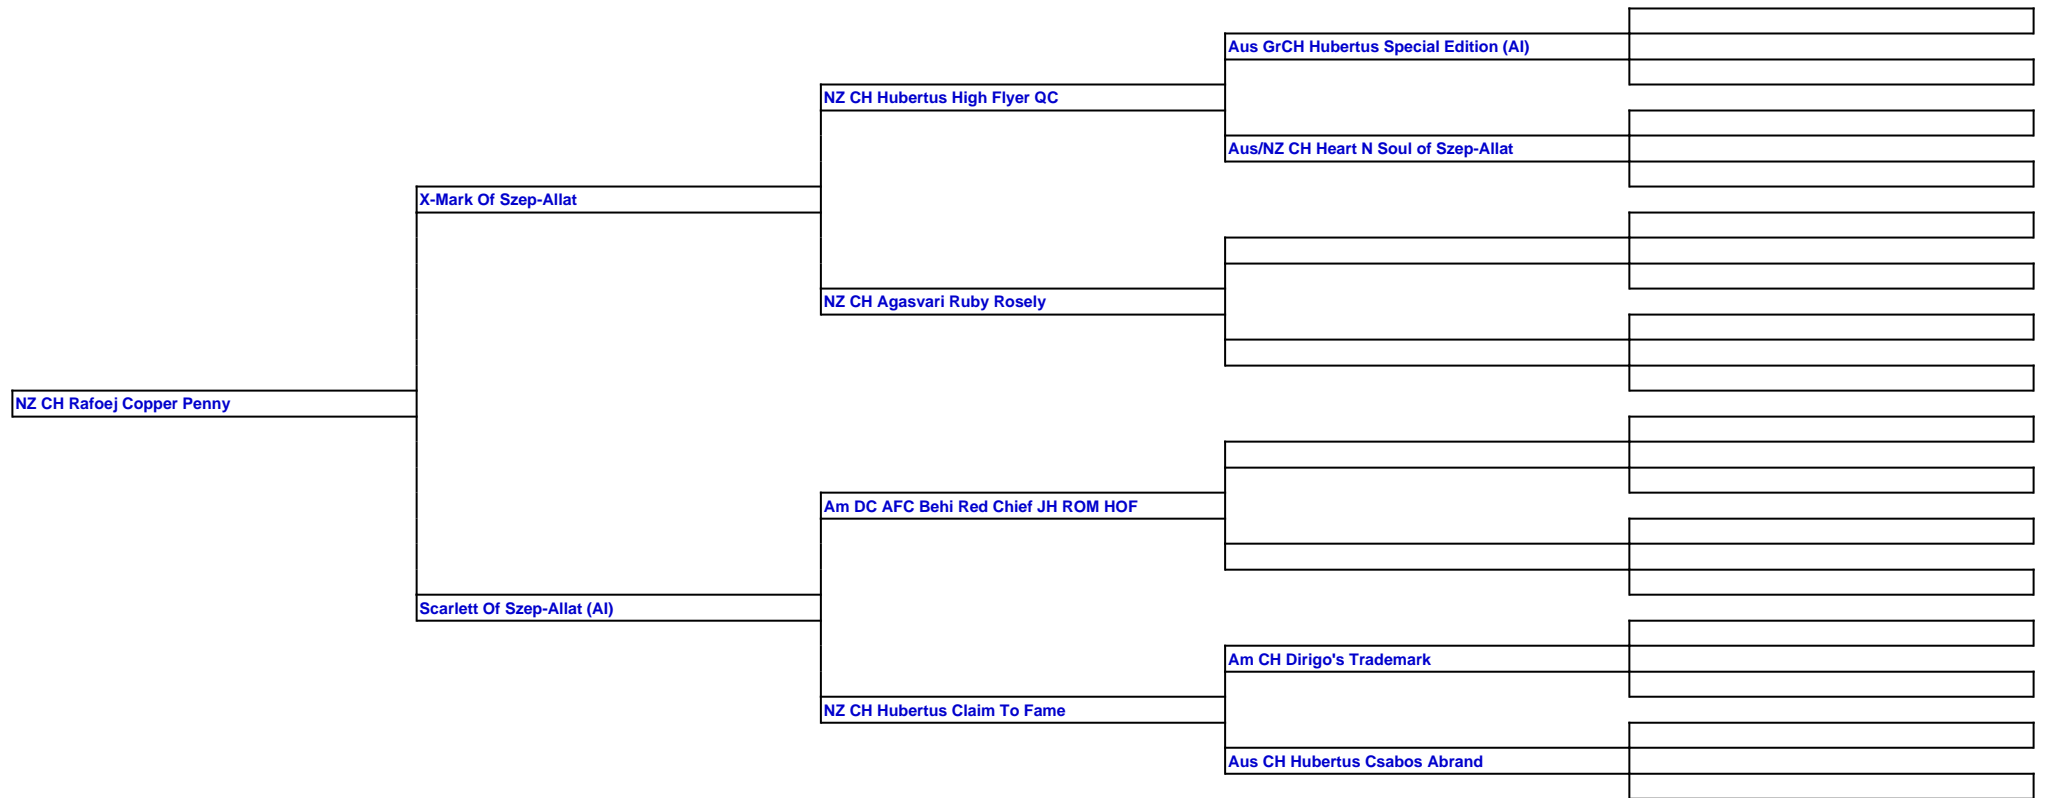 Aus GrCH Hubertus Special Edition (AI)
NZ CH Hubertus High Flyer QC
Aus/NZ CH Heart N Soul of Szep-Allat
X-Mark Of Szep-Allat
NZ CH Agasvari Ruby Rosely
NZ CH Rafoej Copper Penny
Am DC AFC Behi Red Chief JH ROM HOF
Scarlett Of Szep-Allat (AI)
Am CH Dirigo's Trademark
NZ CH Hubertus Claim To Fame
Aus CH Hubertus Csabos Abrand